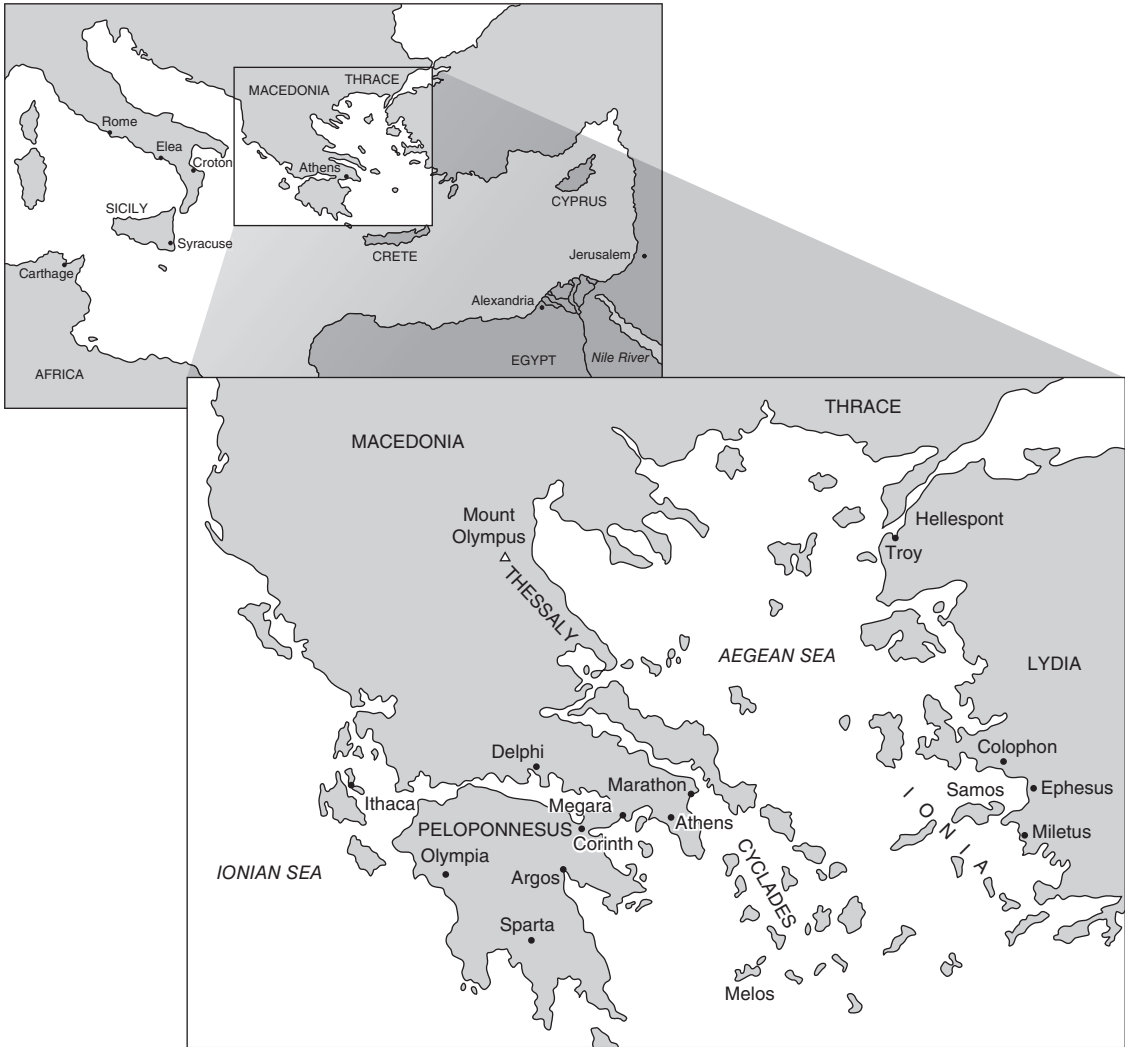 THRACE
MACEDONIA
Rome
Elea
Croton
Athens
CYPRUS
SICILY
Syracuse
CRETE
Jerusalem
Carthage
Alexandria
EGYPT
Nile River
AFRICA
THRACE
MACEDONIA
Mount
Olympus
Hellespont
Troy
THESSALY
AEGEAN SEA
LYDIA
Delphi
Colophon
Marathon
Samos
Ephesus
Ithaca
Megara
PELOPONNESUS
Athens
Corinth
IONIA
Miletus
Olympia
IONIAN SEA
Argos
CYCLADES
Sparta
Melos